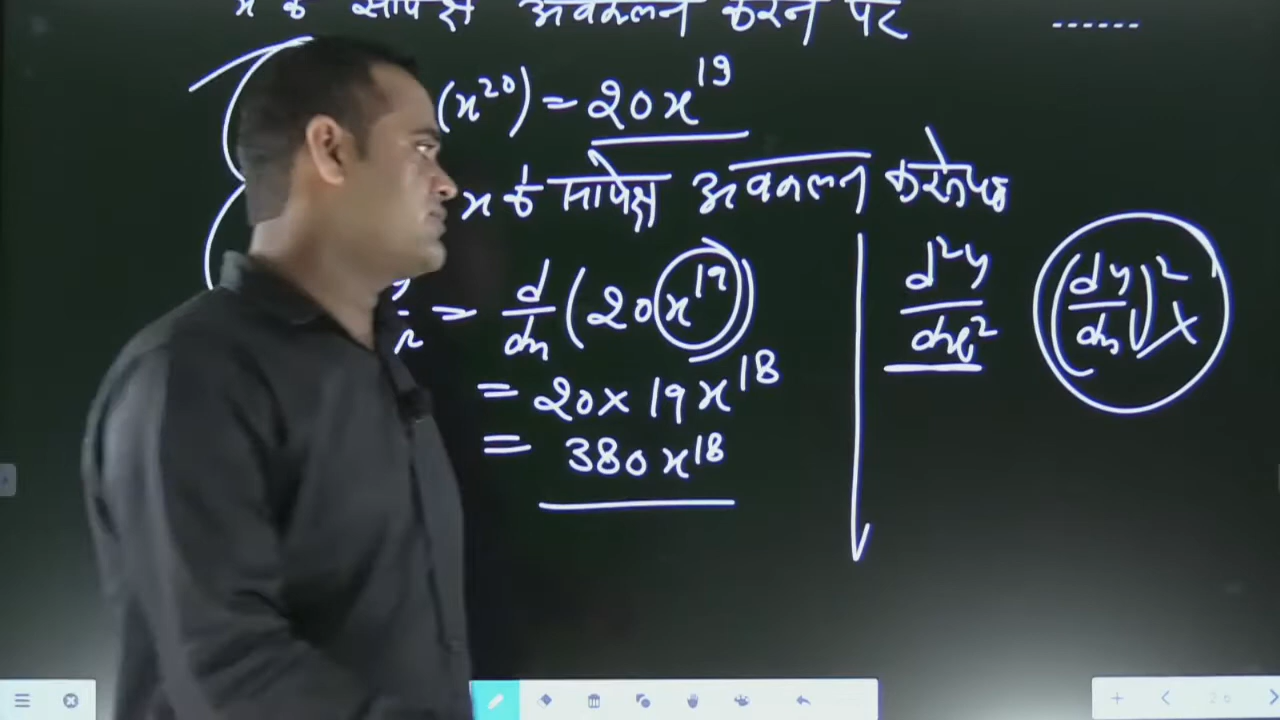 x के सापेक्ष अवकलन करने पर ------
(x²⁰) = 20x¹⁹
x के सापेक्ष अवकलन करने पर
= d/dx (20x¹⁹)
= 20 × 19x¹⁸
= 380x¹⁸
d²y/dx² (dy/dx)² ×